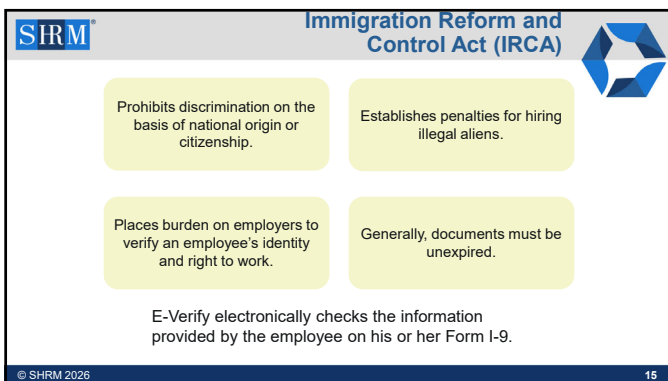 SHRM®
Immigration Reform and
Control Act (IRCA)
Prohibits discrimination on the
basis of national origin or
citizenship.
Establishes penalties for hiring
illegal aliens.
Places burden on employers to
verify an employee’s identity
and right to work.
Generally, documents must be
unexpired.
E-Verify electronically checks the information
provided by the employee on his or her Form I-9.
© SHRM 2026
15